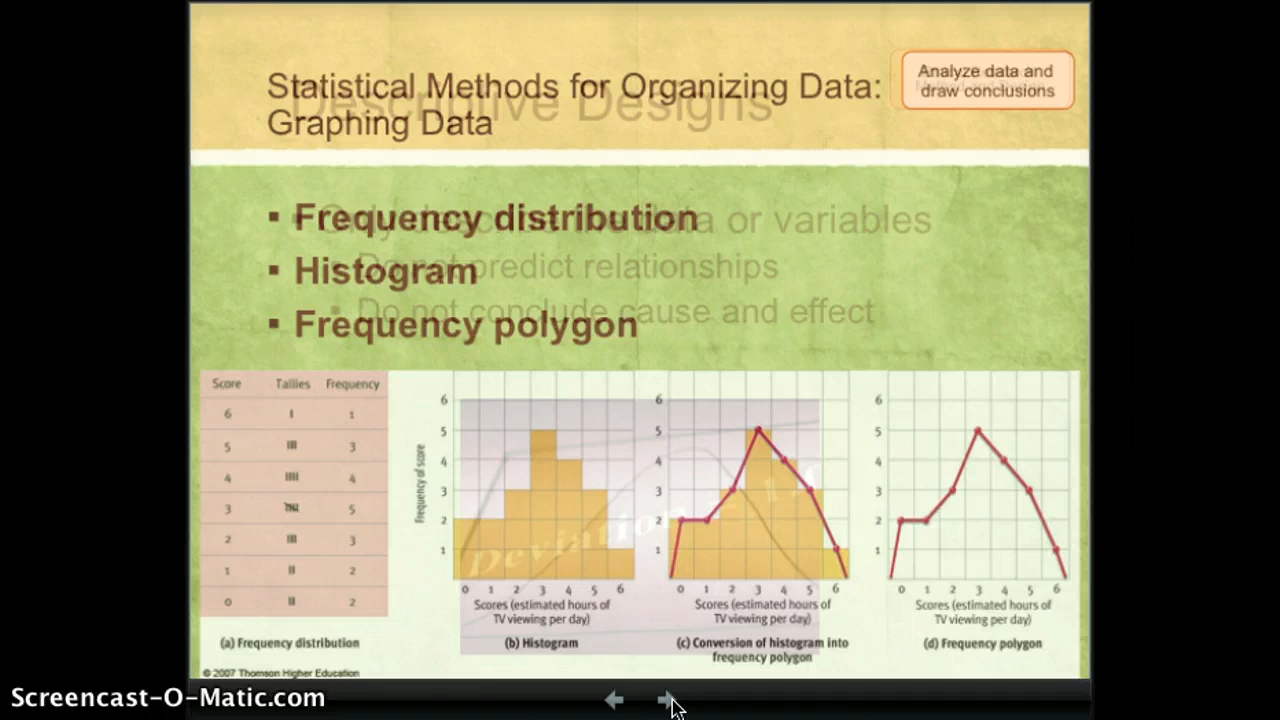 Statistical Methods for Organizing Data:
Graphing Data
Descriptive Designs
Analyze data and
draw conclusions
▪ Frequency distribution
▪ Histogram
▪ Frequency polygon
data or variables
Do not predict relationships
Do not conclude cause and effect
Score Tallies Frequency
6 I 1
5 III 3
4 IIII 4
3 5
2 III 3
1 II 2
0 II 2
(a) Frequency distribution
Frequency of score
6
5
4
3
2
1
0 1 2 3 4 5 6
Scores (estimated hours of
TV viewing per day)
(b) Histogram
6
5
4
3
2
1
0 1 2 3 4 5 6
Scores (estimated hours of
TV viewing per day)
(c) Conversion of histogram into
frequency polygon
6
5
4
3
2
1
0 1 2 3 4 5 6
Scores (estimated hours of
TV viewing per day)
(d) Frequency polygon
Deviation
© 2007 Thomson Higher Education
Screencast-O-Matic.com